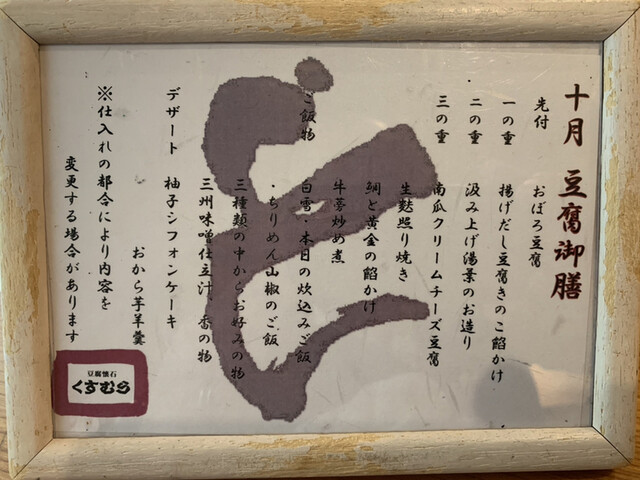 十月 豆腐御膳
先付 おぼろ豆腐
一の重 揚げだし豆腐きのこ餡かけ
二の重 汲み上げ湯葉のお造り
三の重 南瓜クリームチーズ豆腐
生麩照り焼き
鯛と黄金の餡かけ
牛蒡炒め煮
ご飯物 白雪・本日の炊込みご飯
・ちりめん山椒のご飯
三種類の中からお好みの物
三州味噌仕立汁、香の物
デザート 柚子シフォンケーキ
おから芋羊羹
※仕入れの都合により内容を
変更する場合があります
豆腐懐石
くすむら